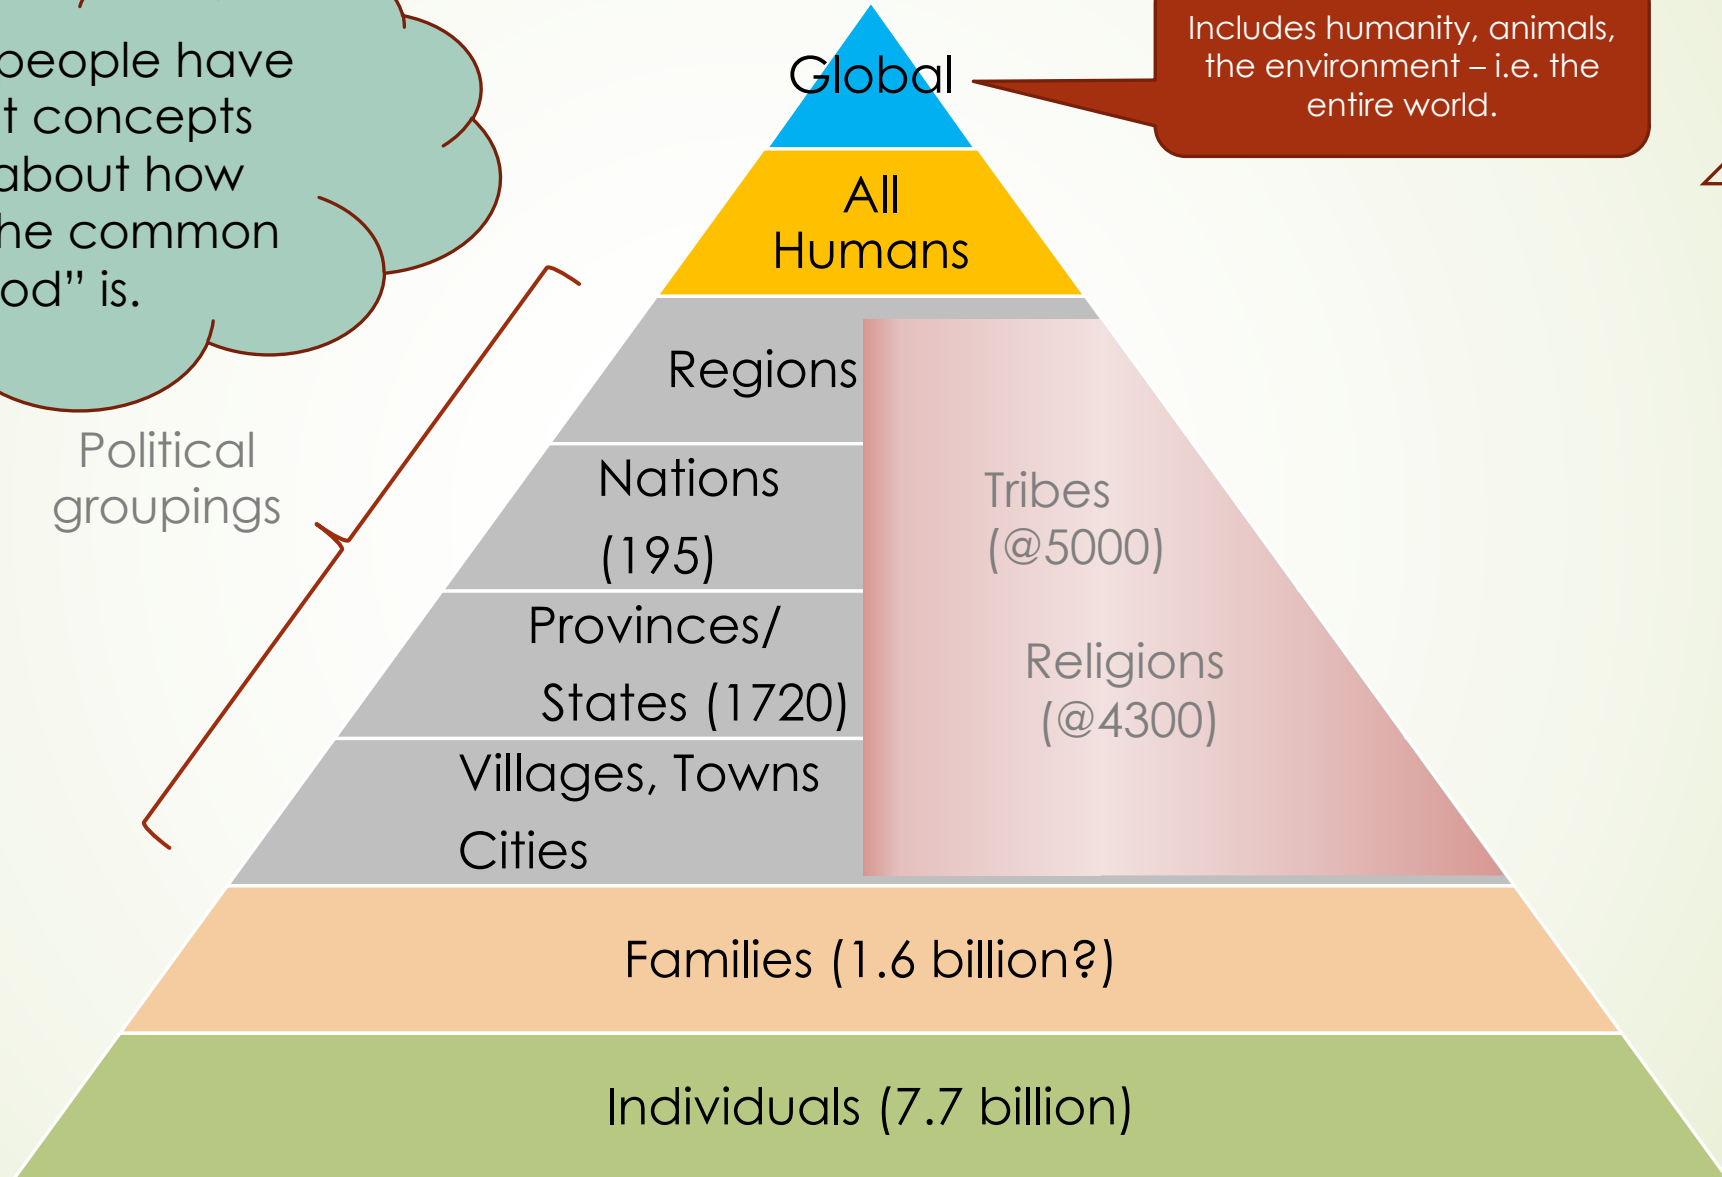 people have
t concepts
about how
he common
od” is.
Global
Includes humanity, animals,
the environment – i.e. the
entire world.
All
Humans
Political
groupings
Regions
Nations
(195)
Provinces/
States (1720)
Villages, Towns
Cities
Tribes
(@5000)
Religions
(@4300)
Families (1.6 billion?)
Individuals (7.7 billion)